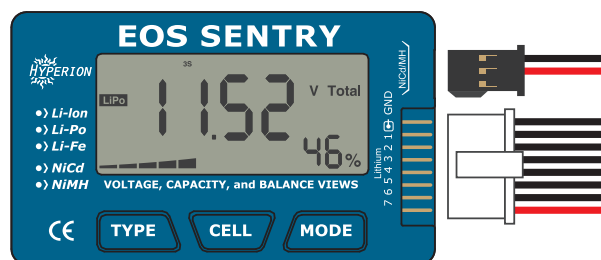 EOS SENTRY
HYPERION
Li-Ion
Li-Po
Li-Fe
NiCd
NiMH
3S
LiPo
11.52 V Total
46%
VOLTAGE, CAPACITY, and BALANCE VIEWS
NiCd/MH
GND
Lithium
7 6 5 4 3 2 1
CE
TYPE
CELL
MODE